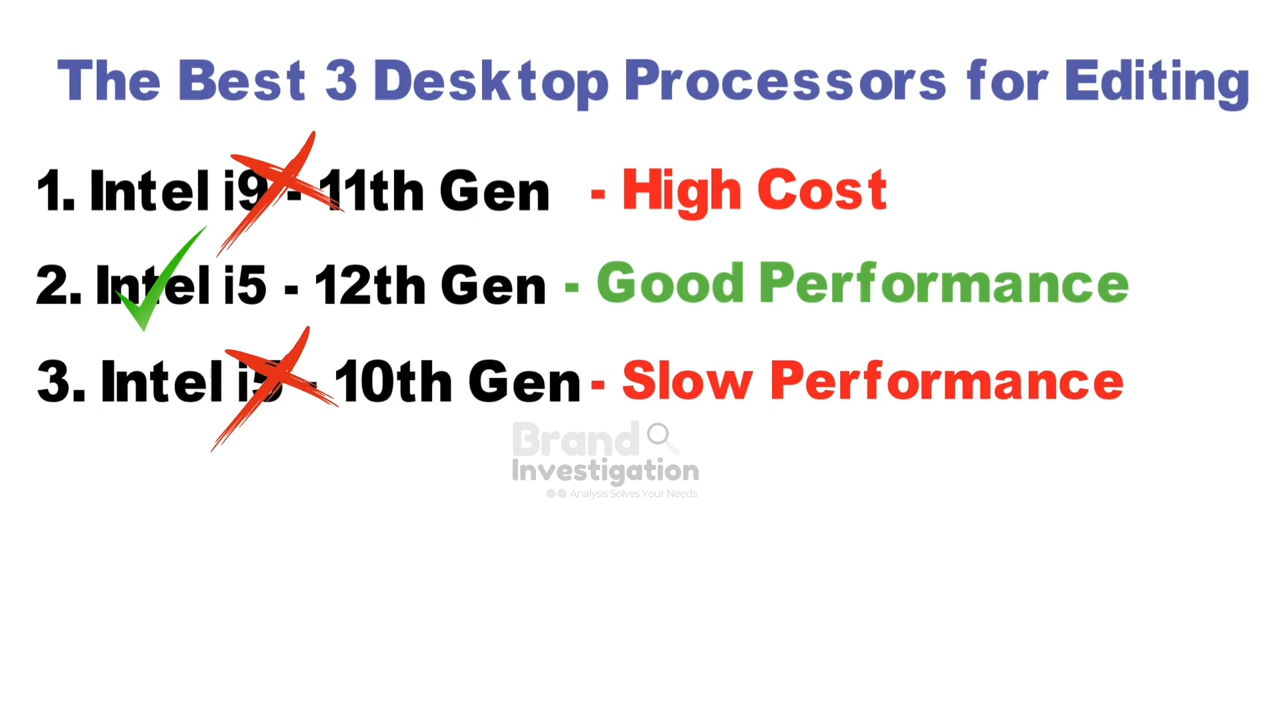 The Best 3 Desktop Processors for Editing
1. Intel i9 - 11th Gen - High Cost
2. Intel i5 - 12th Gen - Good Performance
3. Intel i5 - 10th Gen - Slow Performance
Brand
Investigation
Analysis Solves Your Needs